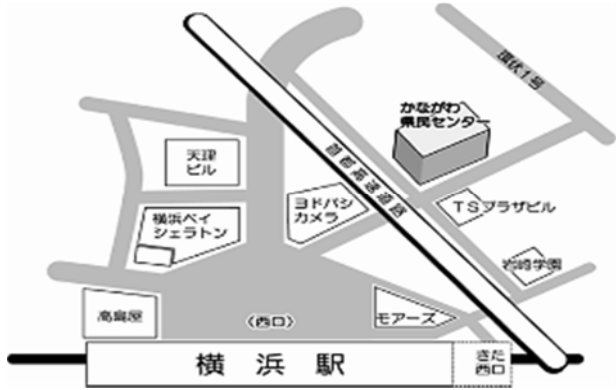 環状1号
かながわ
県民センター
首都高速道路
天理
ビル
ヨドバシ
カメラ
TSプラザビル
横浜ベイ
シェラトン
岩崎学園
高島屋
(西口)
モアーズ
横浜駅
きた
西口